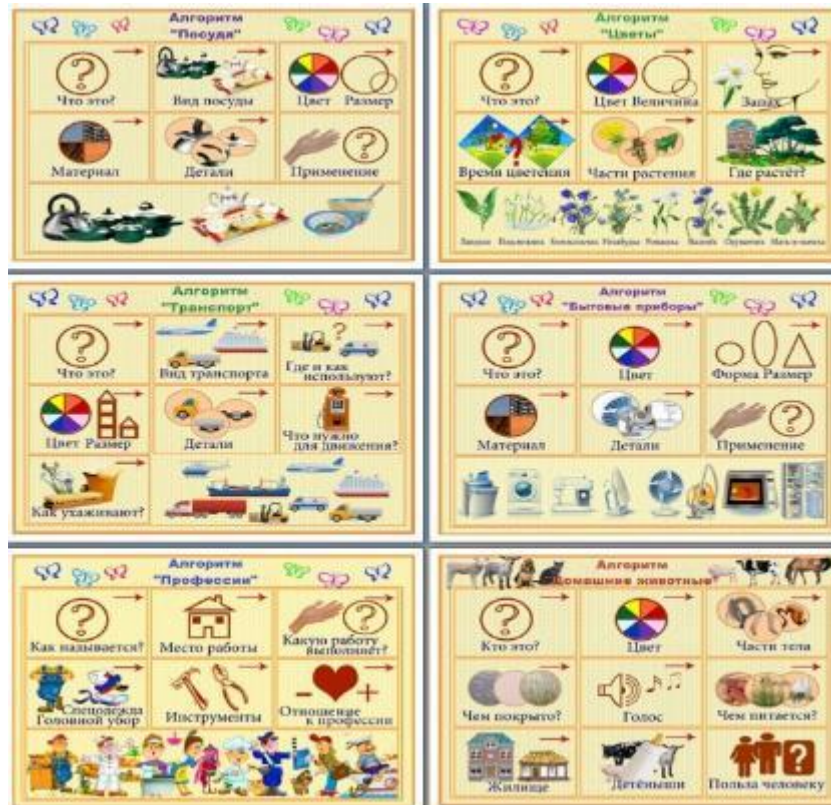 Алгоритм
"Посуда"
Что это?
Вид посуды
Цвет Размер
Материал
Детали
Применение
Алгоритм
"Цветы"
Что это?
Цвет Величина
Запах
Время цветения
Части растения
Где растёт?
Алгоритм
"Транспорт"
Что это?
Вид транспорта
Где и как
используют?
Цвет Размер
Детали
Что нужно
для движения?
Как ухаживают?
Алгоритм
"Бытовые приборы"
Что это?
Цвет
Форма Размер
Материал
Детали
Применение
Алгоритм
"Профессии"
Как называется?
Место работы
Какую работу
выполняет?
Спецодежда
Головной убор
Инструменты
Отношение
к профессии
Алгоритм
Домашние животные
Кто это?
Цвет
Части тела
Чем покрыто?
Голос
Чем питается?
Жилище
Детёныши
Польза человеку